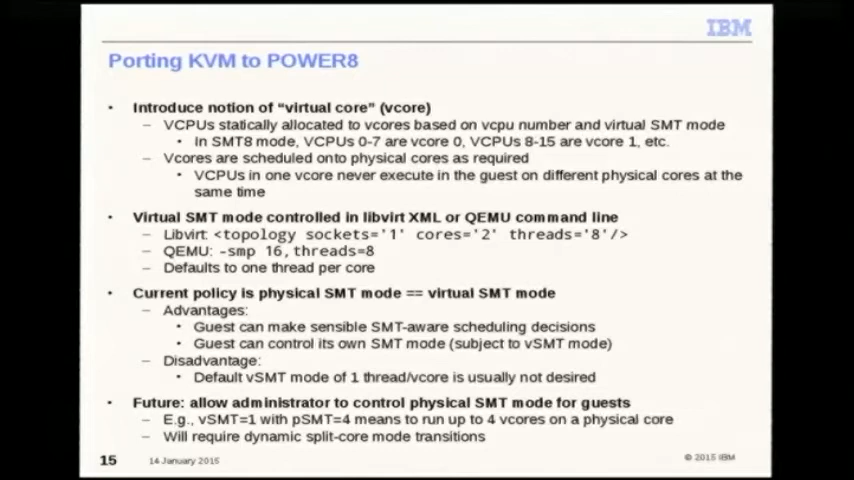 IBM
Porting KVM to POWER8
• Introduce notion of “virtual core” (vcore)
– VCPUs statically allocated to vcores based on vcpu number and virtual SMT mode
• In SMT8 mode, VCPUs 0-7 are vcore 0, VCPUs 8-15 are vcore 1, etc.
– Vcores are scheduled onto physical cores as required
• VCPUs in one vcore never execute in the guest on different physical cores at the
same time
• Virtual SMT mode controlled in libvirt XML or QEMU command line
– Libvirt: <topology sockets='1' cores='2' threads='8'/>
– QEMU: -smp 16,threads=8
– Defaults to one thread per core
• Current policy is physical SMT mode == virtual SMT mode
– Advantages:
• Guest can make sensible SMT-aware scheduling decisions
• Guest can control its own SMT mode (subject to vSMT mode)
– Disadvantage:
• Default vSMT mode of 1 thread/vcore is usually not desired
• Future: allow administrator to control physical SMT mode for guests
– E.g., vSMT=1 with pSMT=4 means to run up to 4 vcores on a physical core
– Will require dynamic split-core mode transitions
15 14 January 2015 © 2015 IBM